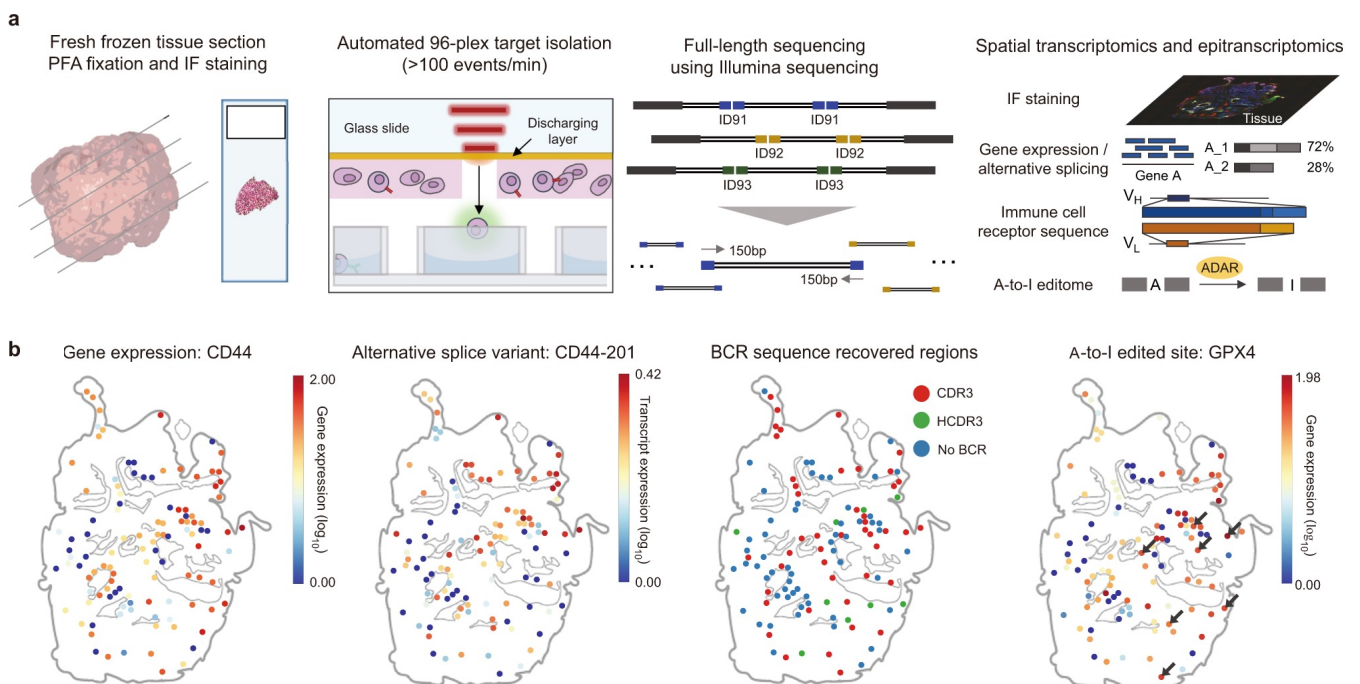 a
Fresh frozen tissue section
PFA fixation and IF staining
Automated 96-plex target isolation
(>100 events/min)
Glass slide
Discharging
layer
Full-length sequencing
using Illumina sequencing
ID91
ID91
ID92
ID92
ID93
ID93
150bp
150bp
...
...
Spatial transcriptomics and epitranscriptomics
IF staining
Tissue
Gene expression /
alternative splicing
Gene A
A_1
72%
A_2
28%
Immune cell
receptor sequence
VH
VL
A-to-I editome
A
ADAR
I
b
Gene expression: CD44
2.00
Gene expression (log10)
0.00
Alternative splice variant: CD44-201
0.42
Transcript expression (log10)
0.00
BCR sequence recovered regions
CDR3
HCDR3
No BCR
A-to-I edited site: GPX4
1.98
Gene expression (log10)
0.00